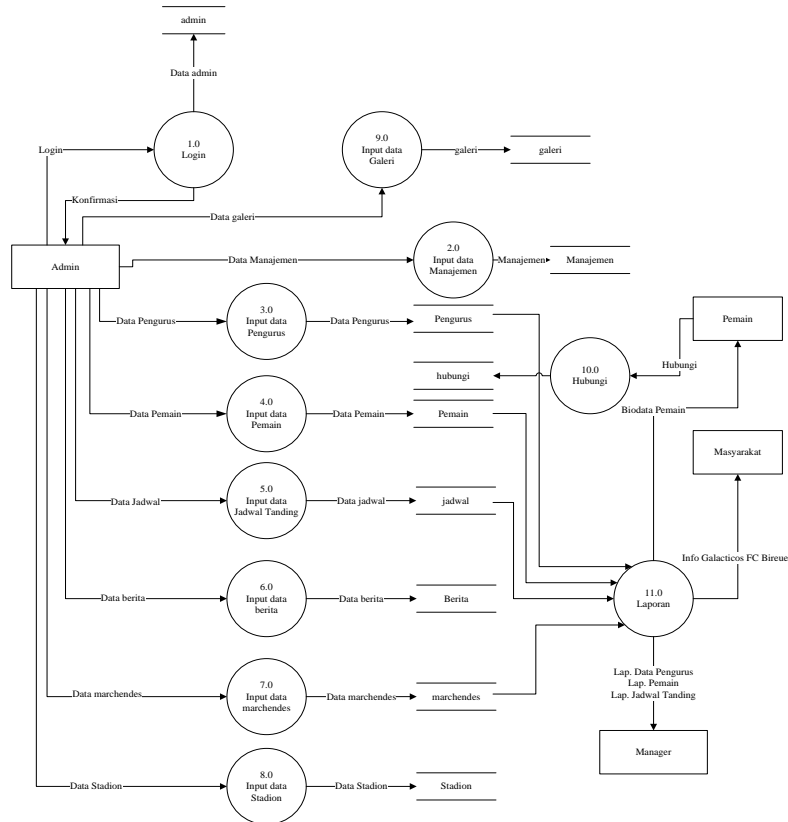 admin
Data admin
1.0
Login
Login
Konfirmasi
9.0
Input data
Galeri
galeri
galeri
Data galeri
Admin
Data Manajemen
2.0
Input data
Manajemen
Manajemen
Manajemen
Data Pengurus
3.0
Input data
Pengurus
Data Pengurus
Pengurus
Pemain
Hubungi
10.0
Hubungi
hubungi
Data Pemain
4.0
Input data
Pemain
Data Pemain
Pemain
Biodata Pemain
Masyarakat
Data Jadwal
5.0
Input data
Jadwal Tanding
Data jadwal
jadwal
Info Galacticos FC Bireue
Data berita
6.0
Input data
berita
Data berita
Berita
11.0
Laporan
Data marchendes
7.0
Input data
marchendes
Data marchendes
marchendes
Lap. Data Pengurus
Lap. Pemain
Lap. Jadwal Tanding
Manager
Data Stadion
8.0
Input data
Stadion
Data Stadion
Stadion